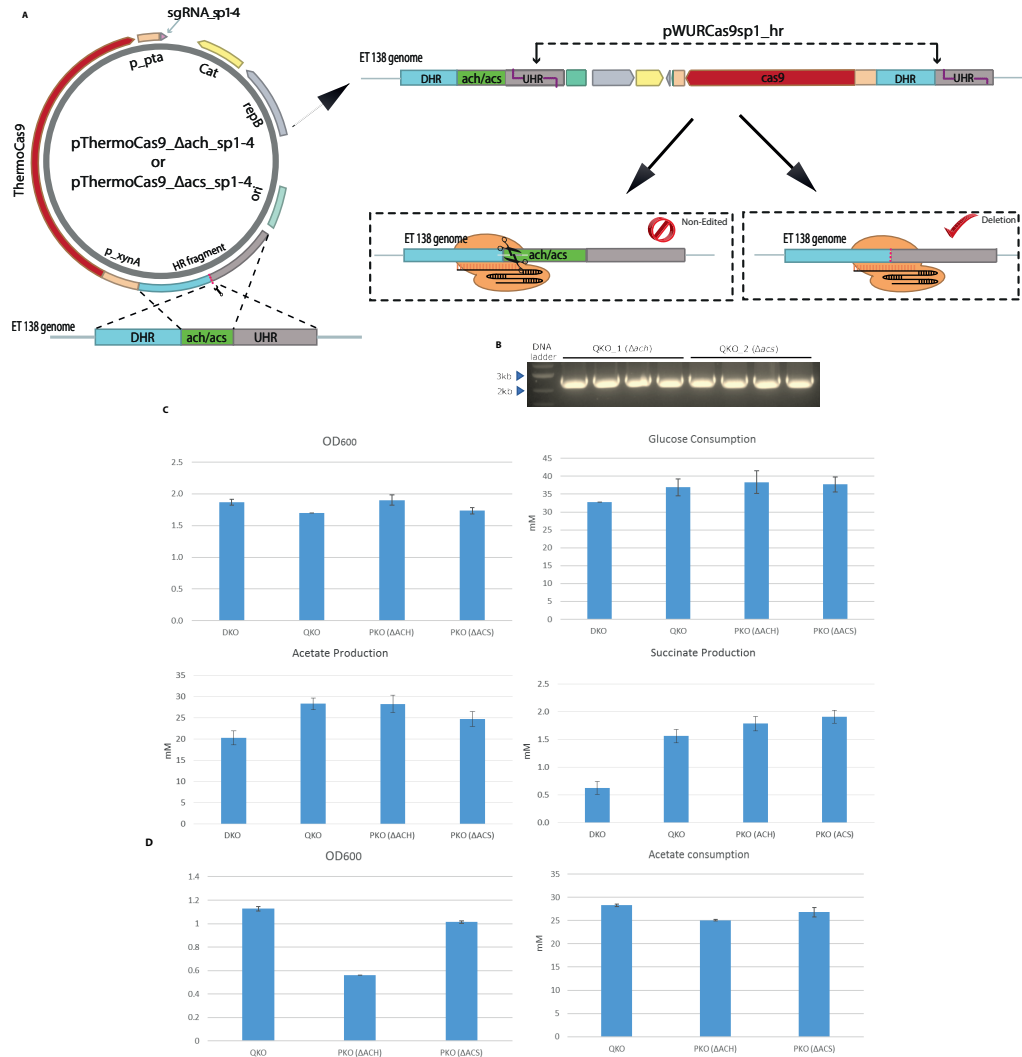 A
sgRNA_sp1-4
p_pta
Cat
repB
ThermoCas9
pThermoCas9_Δach_sp1-4
or
pThermoCas9_Δacs_sp1-4
ori
p_xynA
HR fragment
ET 138 genome
DHR
ach/acs
UHR
pWURCas9sp1_hr
ET 138 genome
DHR
ach/acs
UHR
cas9
DHR
UHR
Non-Edited
ET 138 genome
ach/acs
Deletion
ET 138 genome
B
DNA
ladder
QKO_1 (Δach)
QKO_2 (Δacs)
3kb
2kb
C
OD600
2.5
2.0
1.5
1.0
0.5
0.0
DKO
QKO
PKO (ΔACH)
PKO (ΔACS)
Glucose Consumption
mM
45
40
35
30
25
20
15
10
5
0
DKO
QKO
PKO (ΔACH)
PKO (ΔACS)
Acetate Production
mM
35
30
25
20
15
10
5
0
DKO
QKO
PKO (ΔACH)
PKO (ΔACS)
Succinate Production
mM
2.5
2.0
1.5
1.0
0.5
0.0
DKO
QKO
PKO (ACH)
PKO (ACS)
D
OD600
1.4
1.2
1
0.8
0.6
0.4
0.2
0
QKO
PKO (ΔACH)
PKO (ΔACS)
Acetate consumption
mM
35
30
25
20
15
10
5
0
QKO
PKO (ΔACH)
PKO (ΔACS)